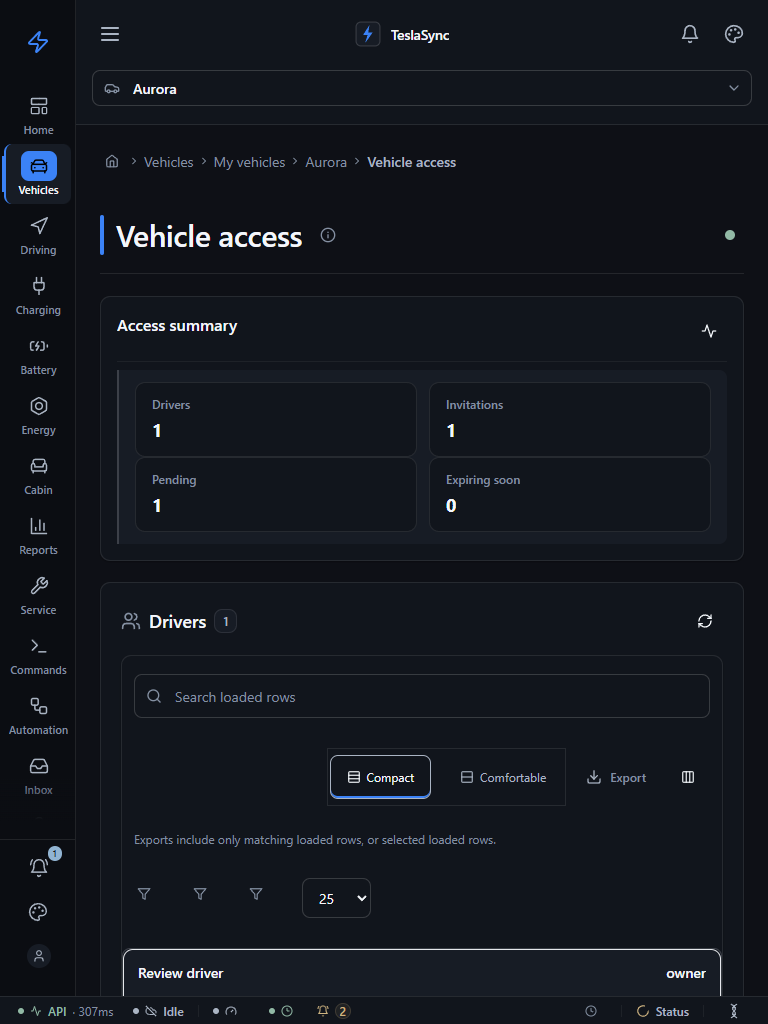 TeslaSync
Aurora
Home
Vehicles
Driving
Charging
Battery
Energy
Cabin
Reports
Service
Commands
Automation
Inbox
1
Vehicles > My vehicles > Aurora > Vehicle access
Vehicle access
Access summary
Drivers
1
Invitations
1
Pending
1
Expiring soon
0
Drivers 1
Search loaded rows
Compact Comfortable Export
Exports include only matching loaded rows, or selected loaded rows.
25
Review driver owner
API · 307ms Idle 2 Status